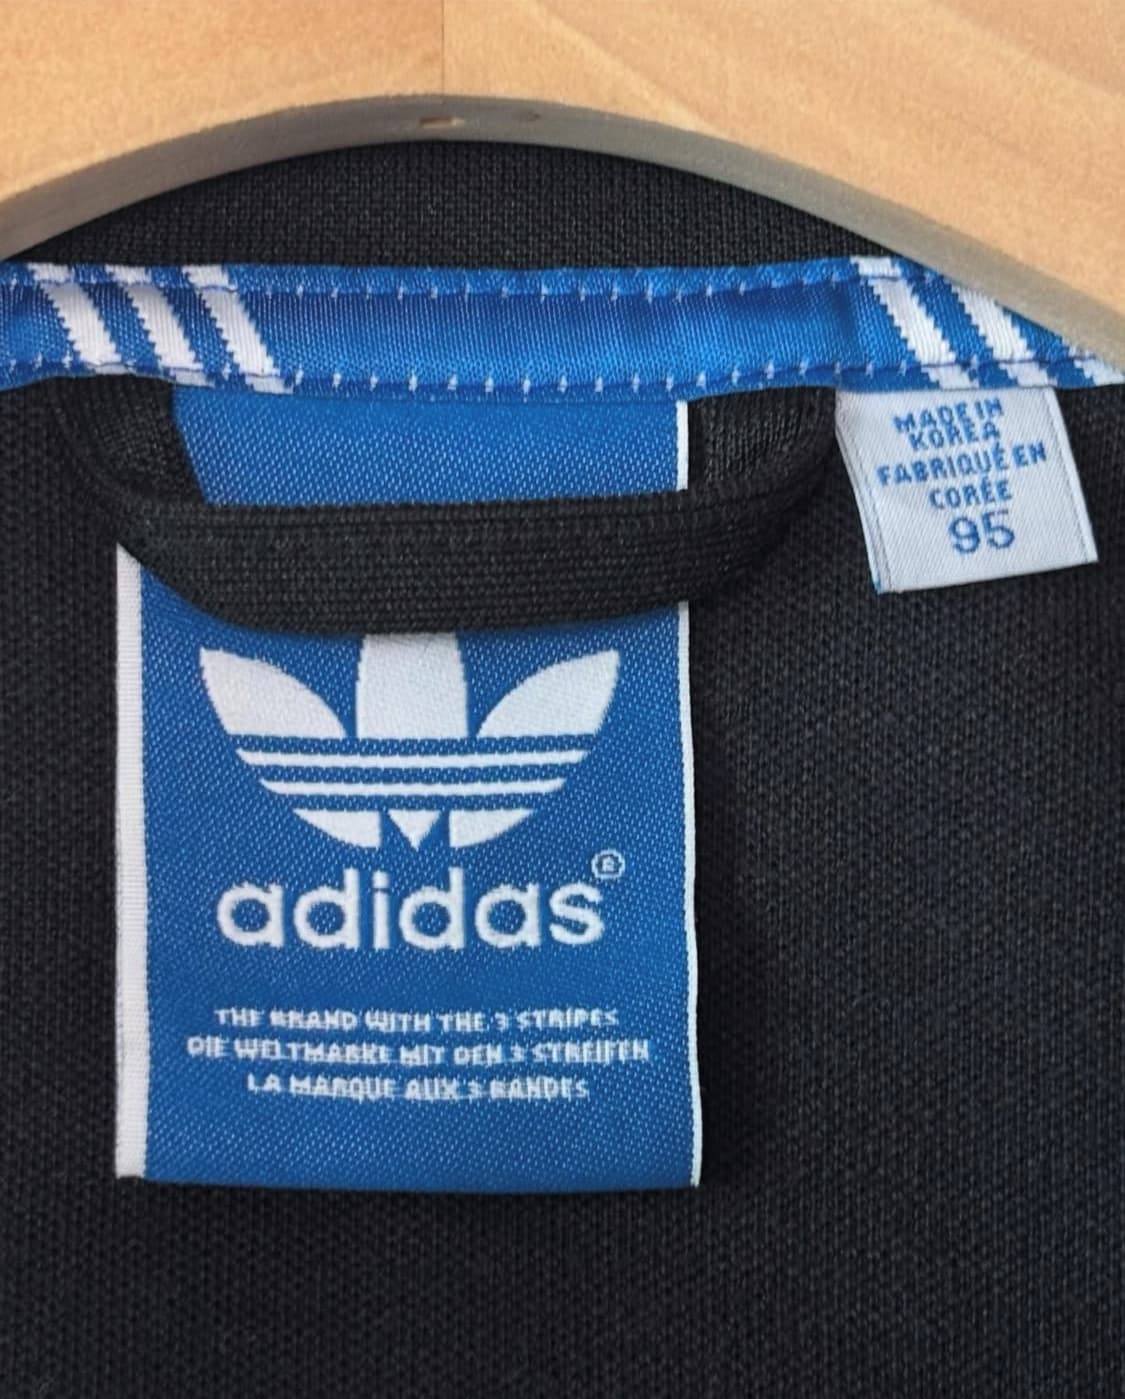 MADE IN
KOREA
FABRIQUÉ EN
CORÉE
95
adidas®
THE BRAND WITH THE 3 STRIPES
DIE WELTMARKE MIT DEN 3 STREIFEN
LA MARQUE AUX 3 BANDES